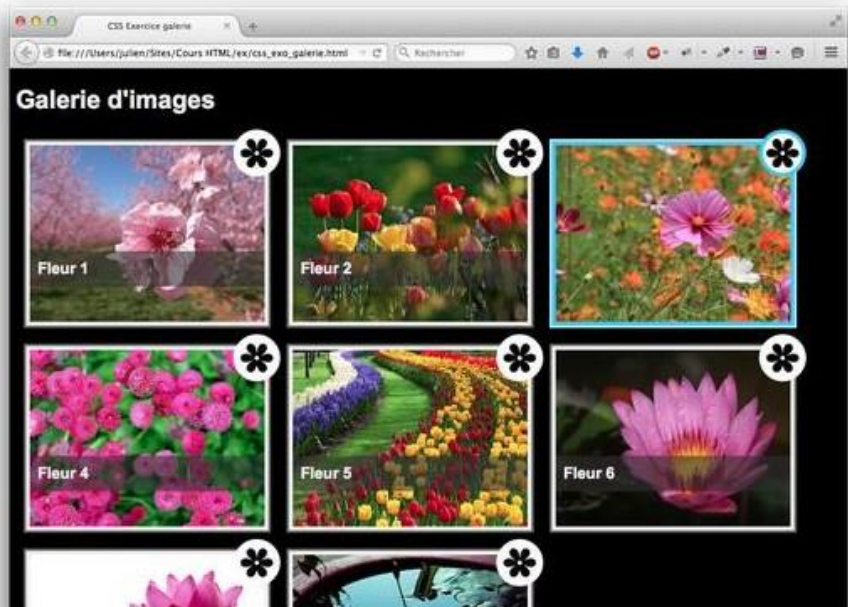 CSS Exercice galerie
file:///Users/julien/Sites/Cours HTML/ex/css_exo_galerie.html
Rechercher
Galerie d'images
Fleur 1
Fleur 2
Fleur 4
Fleur 5
Fleur 6